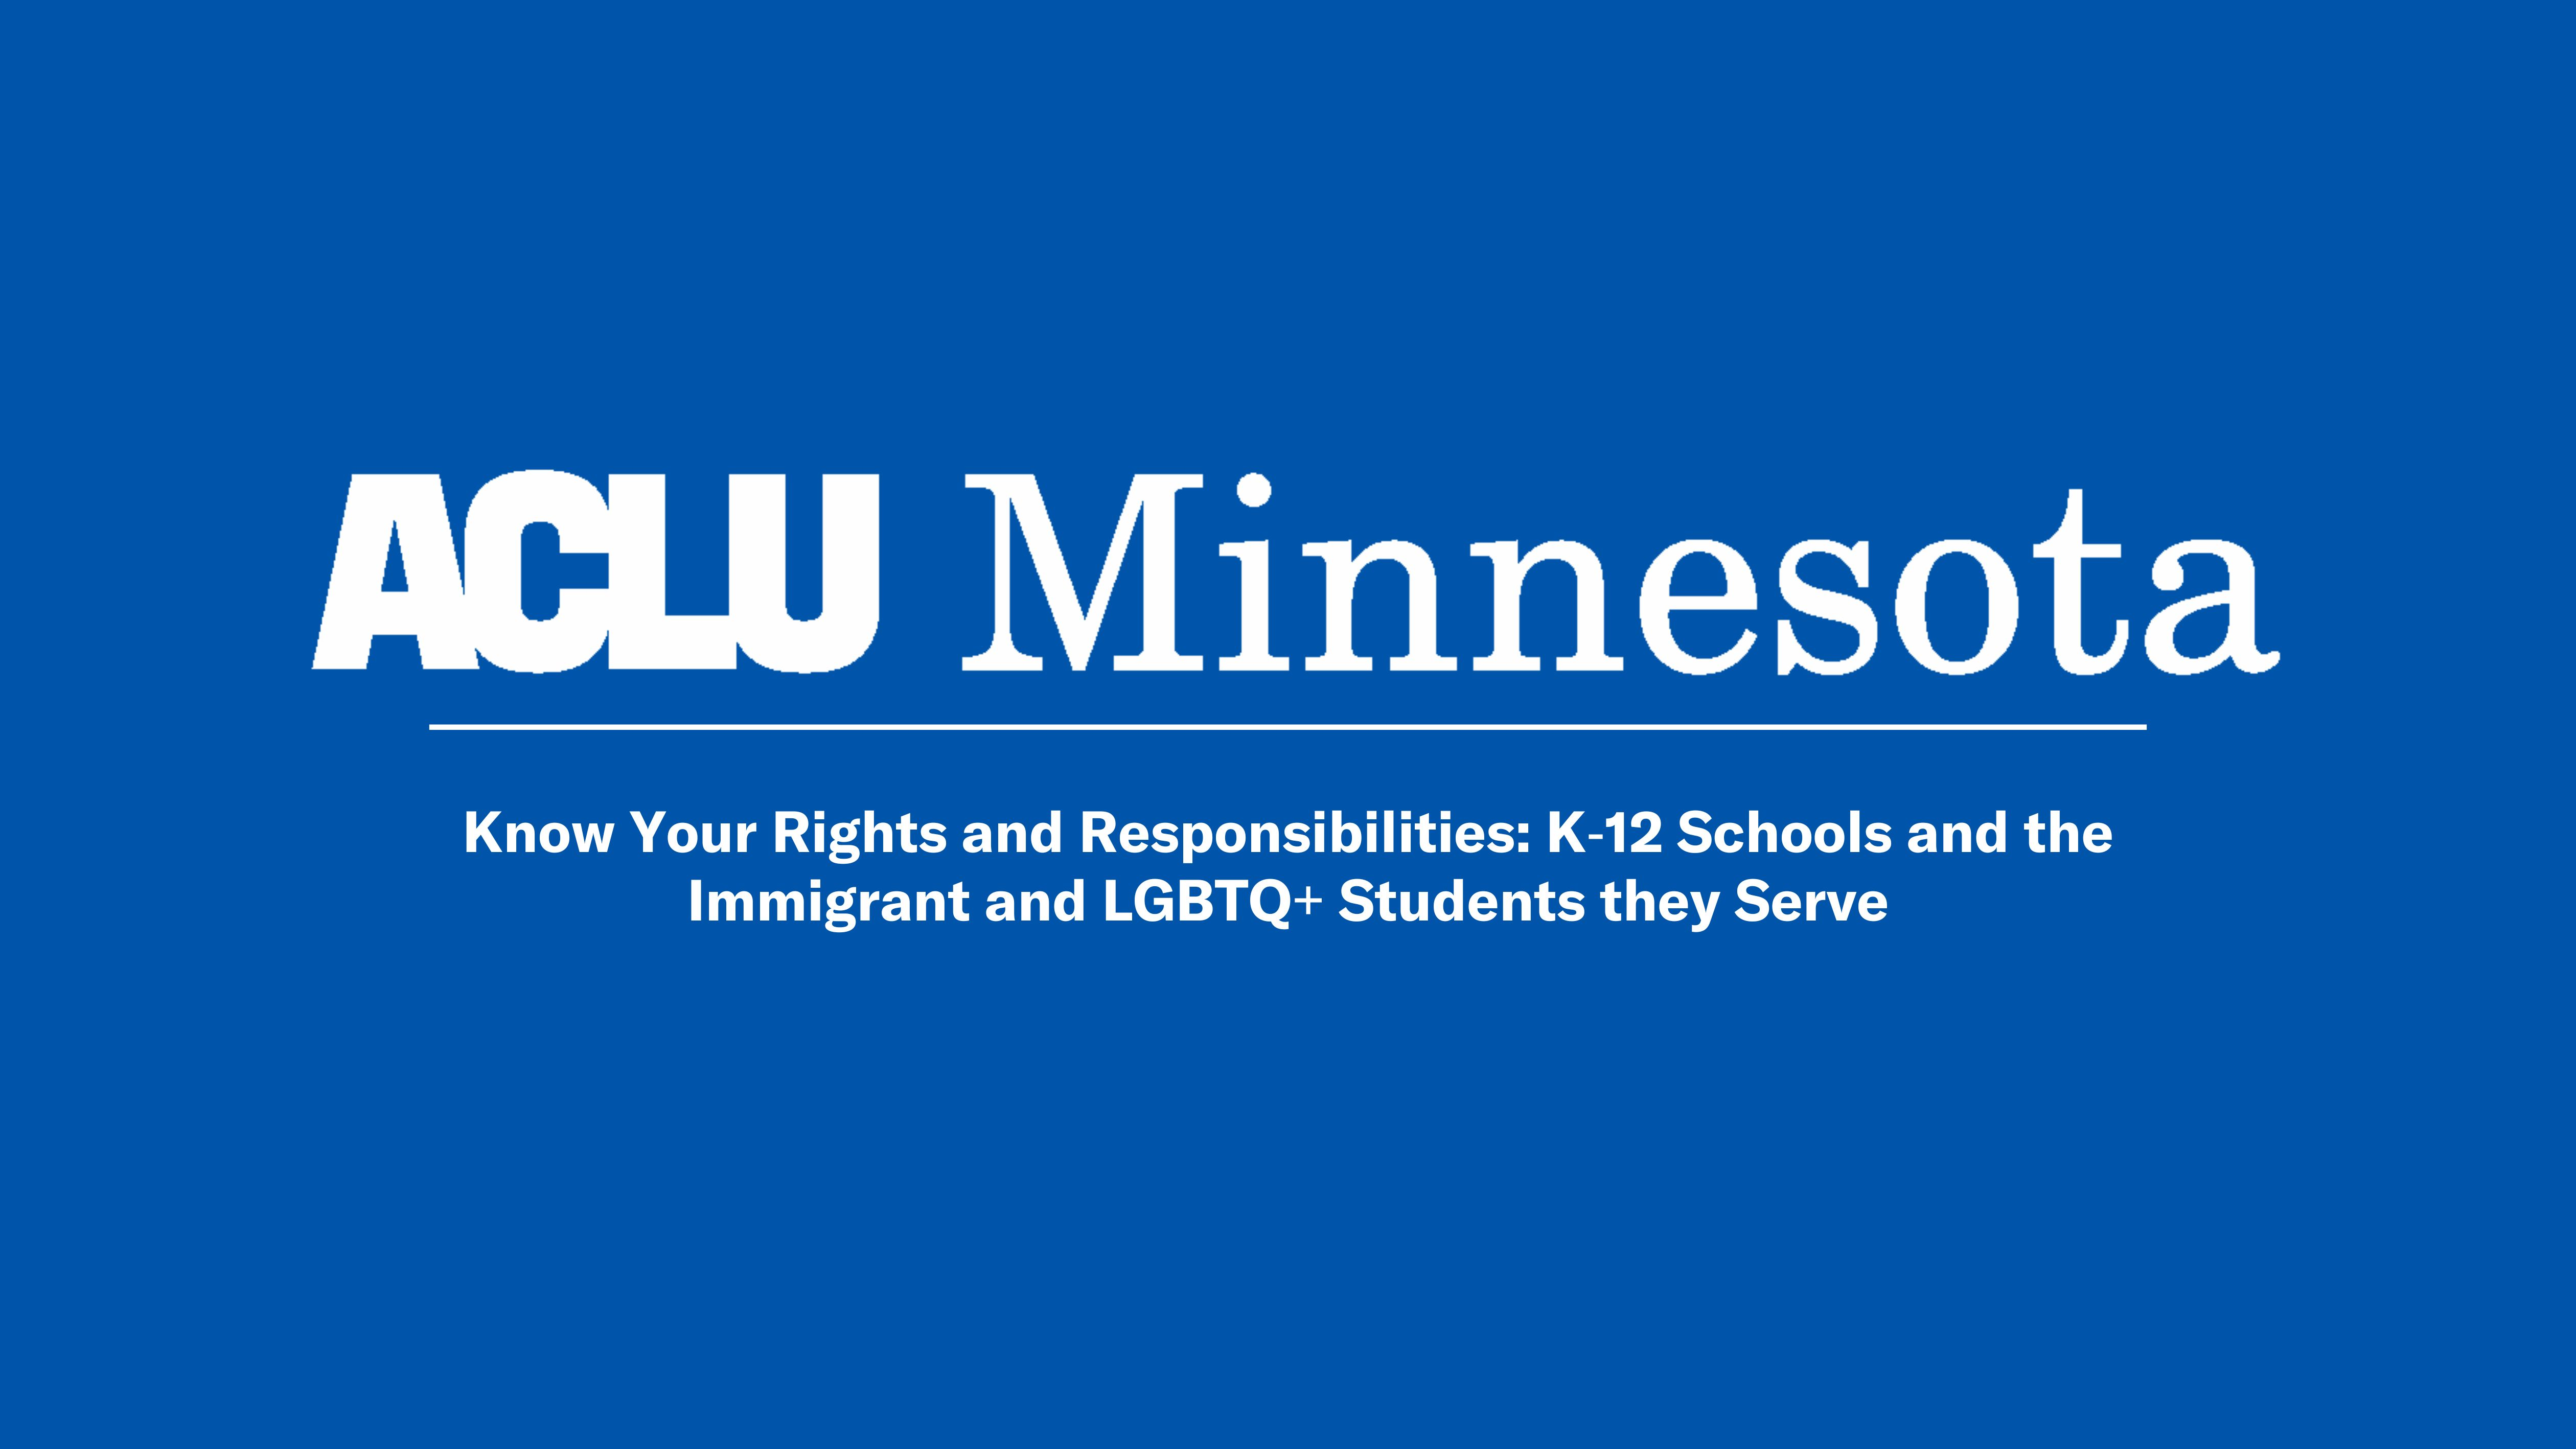 ACLU Minnesota
Know Your Rights and Responsibilities: K-12 Schools and the
Immigrant and LGBTQ+ Students they Serve